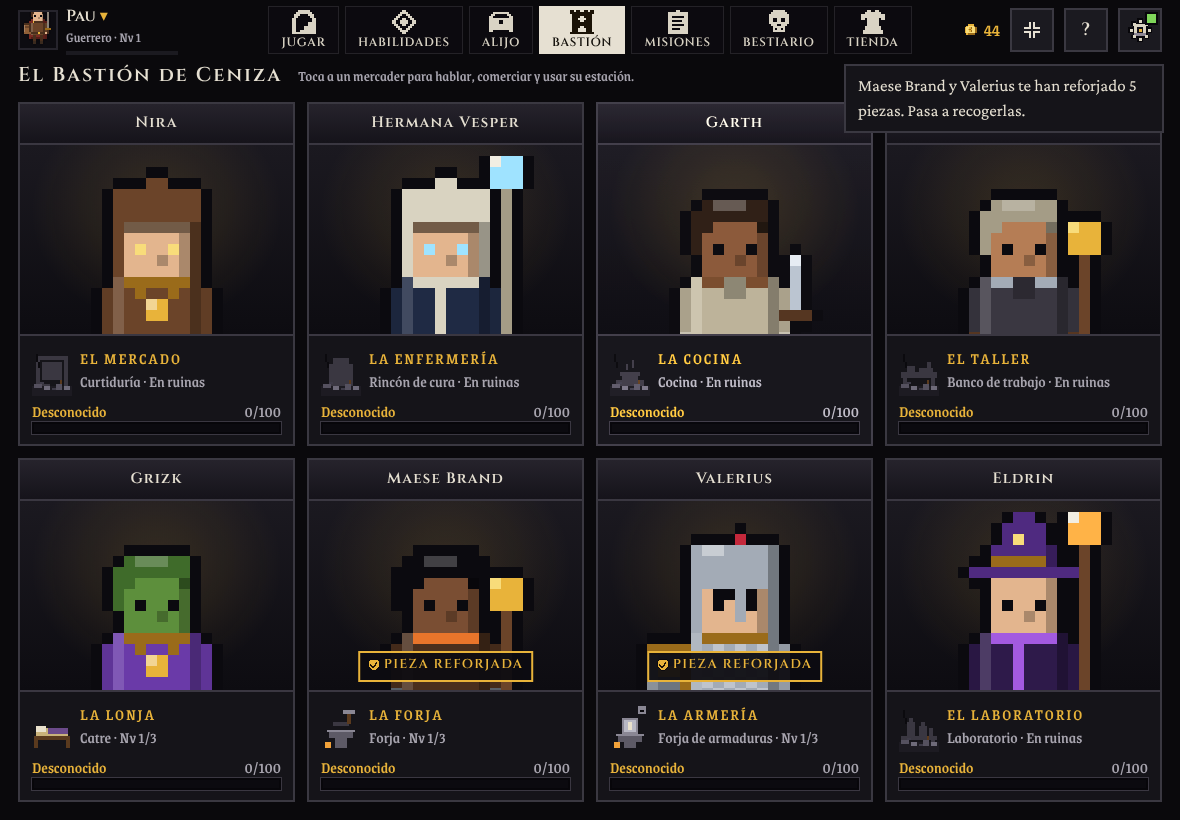 Pau ▼
Guerrero · Nv 1
JUGAR
HABILIDADES
ALIJO
BASTIÓN
MISIONES
BESTIARIO
TIENDA
44
?
El Bastión de Ceniza
Toca a un mercader para hablar, comerciar y usar su estación.
Maese Brand y Valerius te han reforjado 5
piezas. Pasa a recogerlas.
Nira
Hermana Vesper
Garth
EL MERCADO
Curtiduría · En ruinas
Desconocido 0/100
LA ENFERMERÍA
Rincón de cura · En ruinas
Desconocido 0/100
LA COCINA
Cocina · En ruinas
Desconocido 0/100
EL TALLER
Banco de trabajo · En ruinas
Desconocido 0/100
Grizk
Maese Brand
Valerius
Eldrin
PIEZA REFORJADA
PIEZA REFORJADA
LA LONJA
Catre · Nv 1/3
Desconocido 0/100
LA FORJA
Forja · Nv 1/3
Desconocido 0/100
LA ARMERÍA
Forja de armaduras · Nv 1/3
Desconocido 0/100
EL LABORATORIO
Laboratorio · En ruinas
Desconocido 0/100